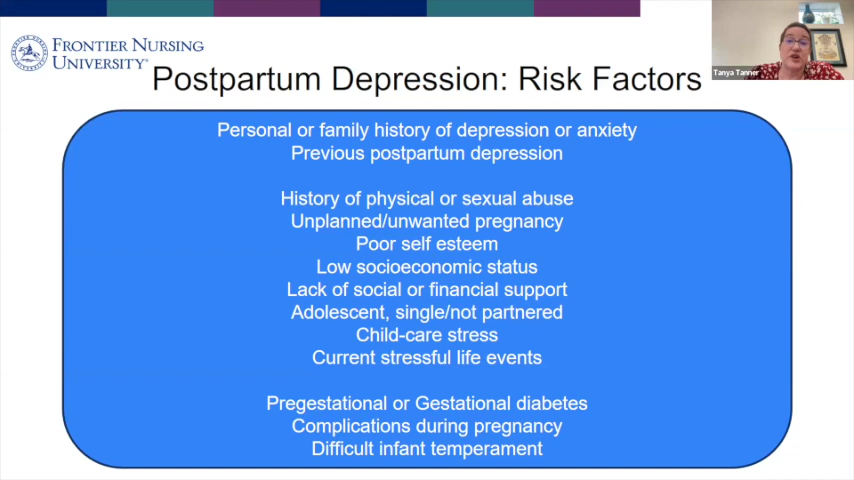 FRONTIER NURSING
UNIVERSITY®
Tanya Tanner
Postpartum Depression: Risk Factors
Personal or family history of depression or anxiety
Previous postpartum depression
History of physical or sexual abuse
Unplanned/unwanted pregnancy
Poor self esteem
Low socioeconomic status
Lack of social or financial support
Adolescent, single/not partnered
Child-care stress
Current stressful life events
Pregestational or Gestational diabetes
Complications during pregnancy
Difficult infant temperament